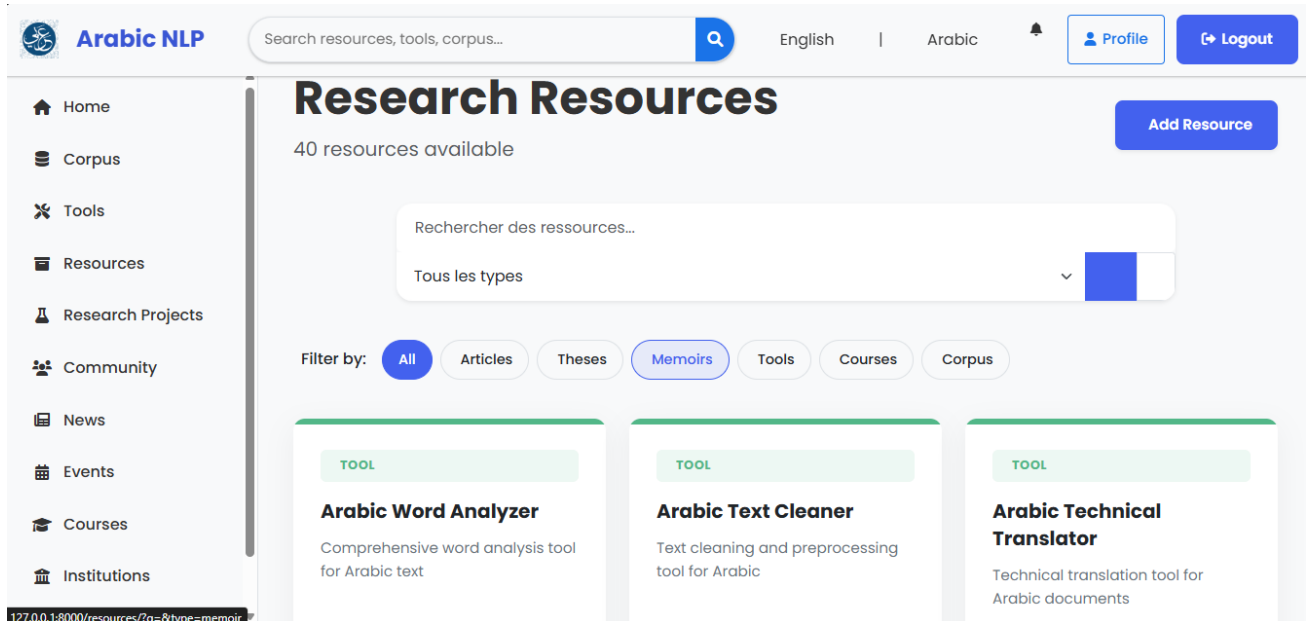 Arabic NLP
Search resources, tools, corpus...
English | Arabic
Profile
Logout
Home
Corpus
Tools
Resources
Research Projects
Community
News
Events
Courses
Institutions
127.0.0.1:8000/resources/?q=&type=memoir
Research Resources
40 resources available
Add Resource
Rechercher des ressources...
Tous les types
Filter by: All Articles Theses Memoirs Tools Courses Corpus
TOOL
Arabic Word Analyzer
Comprehensive word analysis tool
for Arabic text
TOOL
Arabic Text Cleaner
Text cleaning and preprocessing
tool for Arabic
TOOL
Arabic Technical
Translator
Technical translation tool for
Arabic documents